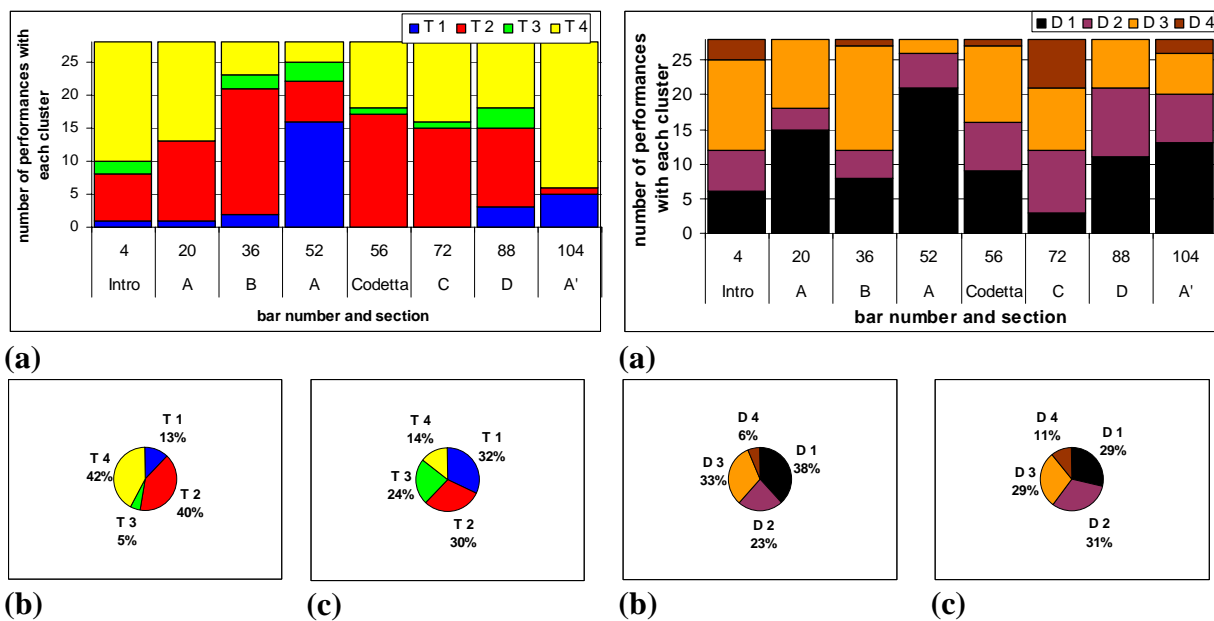 T 1 T 2 T 3 T 4
number of performances with each cluster
25
20
15
10
5
0
4 20 36 52 56 72 88 104
Intro A B A Codetta C D A'
bar number and section
(a)
D 1 D 2 D 3 D 4
number of performances with each cluster
25
20
15
10
5
0
4 20 36 52 56 72 88 104
Intro A B A Codetta C D A'
bar number and section
(a)
T 1
13%
T 4
42%
T 2
40%
T 3
5%
(b)
T 4
14%
T 1
32%
T 3
24%
T 2
30%
(c)
D 4
6%
D 1
38%
D 3
33%
D 2
23%
(b)
D 4
11%
D 1
29%
D 3
29%
D 2
31%
(c)